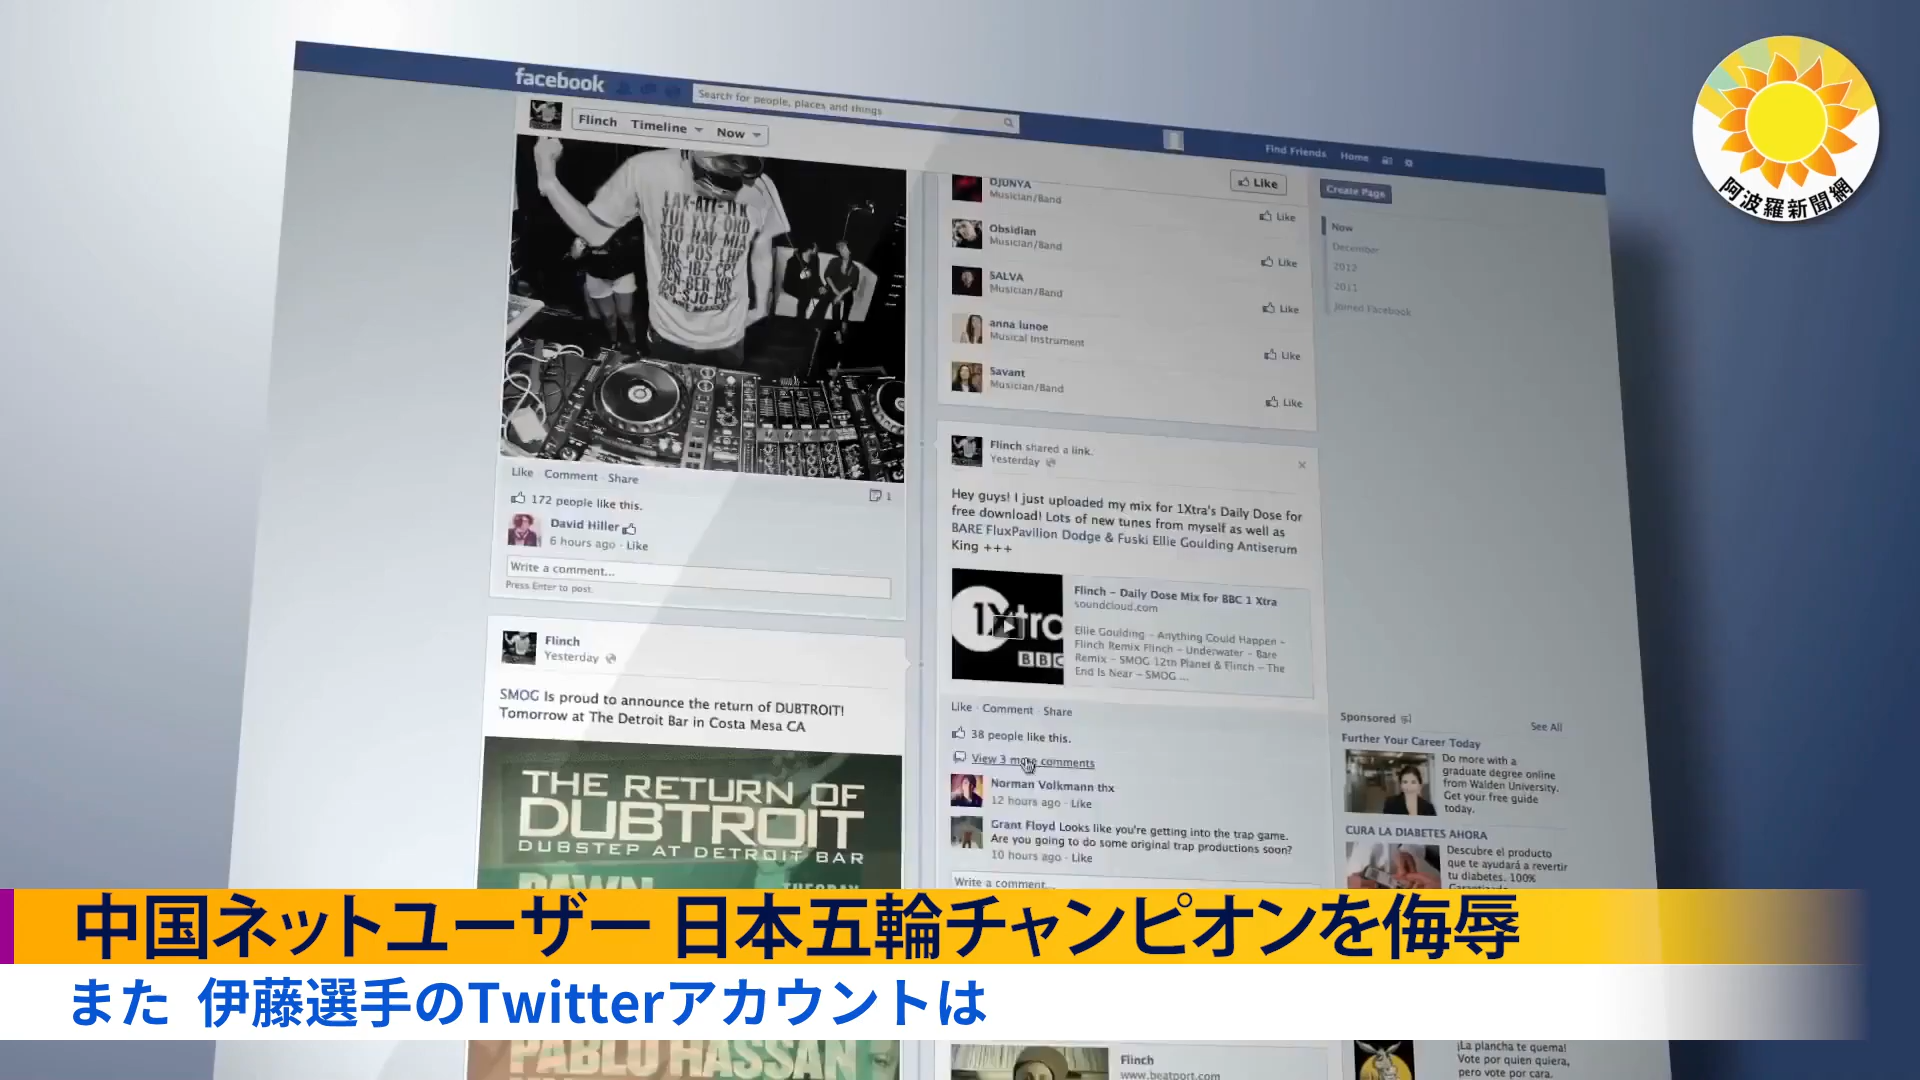 facebook
Search for people, places and things
Find Friends Home
Flinch Timeline Now
Like
Create Page
LAX-ATL-JFK
Now
December
2012
2011
Joined Facebook
DJUNYA
Musician/Band
Like
Obsidian
Musician/Band
Like
SALVA
Musician/Band
Like
anna lunoe
Musical Instrument
Like
Savant
Musician/Band
Like
Like · Comment · Share
1
172 people like this.
David Hiller
6 hours ago · Like
Write a comment...
Press Enter to post.
Flinch
Yesterday
SMOG Is proud to announce the return of DUBTROIT!
Tomorrow at The Detroit Bar in Costa Mesa CA
THE RETURN OF
DUBTROIT
DUBSTEP AT DETROIT BAR
Flinch shared a link.
Yesterday
Hey guys! I just uploaded my mix for 1Xtra's Daily Dose for
free download! Lots of new tunes from myself as well as
BARE FluxPavilion Dodge & Fuski Ellie Goulding Antiserum
King +++
1Xtra
BBC
Flinch – Daily Dose Mix for BBC 1 Xtra
soundcloud.com
Ellie Goulding – Anything Could Happen –
Flinch Remix Flinch – Underwater – Bare
Remix – SMOG 12th Planet & Flinch – The
End Is Near – SMOG ...
Like · Comment · Share
38 people like this.
View 3 more comments
Norman Volkmann thx
12 hours ago · Like
Grant Floyd Looks like you're getting into the trap game.
Are you going to do some original trap productions soon?
10 hours ago · Like
Write a comment...
Sponsored
See All
Further Your Career Today
Do more with a
graduate degree online
from Walden University.
Get your free guide
today.
CURA LA DIABETES AHORA
Descubre el producto
que te ayudará a revertir
tu diabetes. 100%
阿波羅新聞網
中国ネットユーザー 日本五輪チャンピオンを侮辱
また 伊藤選手のTwitterアカウントは
PABLO HASSAN
Flinch
www.beatport.com
¡La plancha te quema!
Vote por quien quiera,
pero vote por cara.